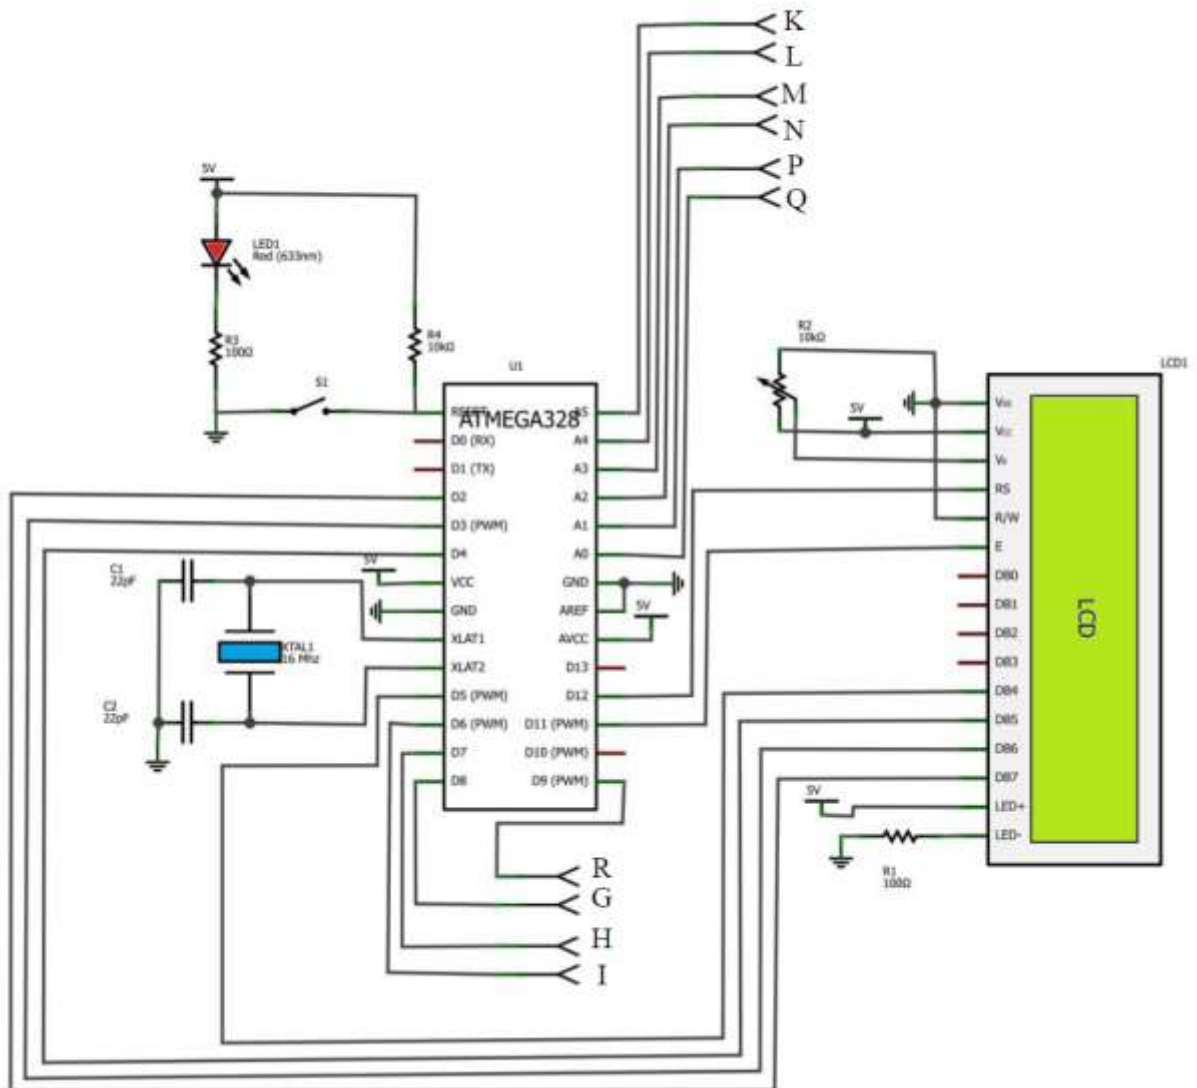 K
L
M
N
P
Q
5V
LED1
Red (633nm)
R3
100Ω
R4
10kΩ
S1
U1
ATMEGA328
D0 (RX)
D1 (TX)
D2
D3 (PWM)
D4
VCC
GND
XLAT1
XLAT2
D5 (PWM)
D6 (PWM)
D7
D8
A5
A4
A3
A2
A1
A0
GND
AREF
AVCC
D13
D12
D11 (PWM)
D10 (PWM)
D9 (PWM)
5V
5V
C1
22pF
C2
22pF
XTAL1
16 Mhz
R2
10kΩ
5V
LCD1
LCD
Vcc
RS
R/W
E
DB0
DB1
DB2
DB3
DB4
DB5
DB6
DB7
LED+
LED-
5V
R1
100Ω
R
G
H
I